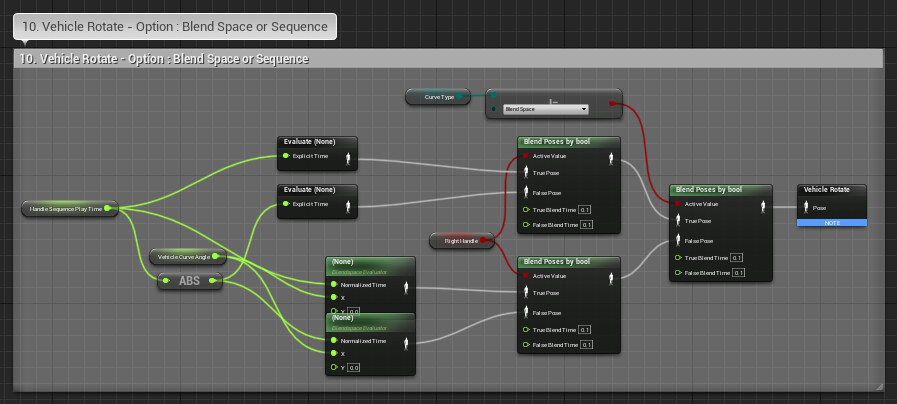 10. Vehicle Rotate - Option : Blend Space or Sequence
10. Vehicle Rotate - Option : Blend Space or Sequence
Curve Type
!=
Blend Space
Evaluate (None)
Explicit Time
Evaluate (None)
Explicit Time
Handle Sequence Play Time
Vehicle Curve Angle
ABS
Right Handle
(None)
Blendspace Evaluator
Normalized Time
X
Y 0.0
(None)
Blendspace Evaluator
Normalized Time
X
Y 0.0
Blend Poses by bool
Active Value
True Pose
False Pose
True Blend Time 0.1
False Blend Time 0.1
Blend Poses by bool
Active Value
True Pose
False Pose
True Blend Time 0.1
False Blend Time 0.1
Blend Poses by bool
Active Value
True Pose
False Pose
True Blend Time 0.1
False Blend Time 0.1
Vehicle Rotate
Pose
NOTE